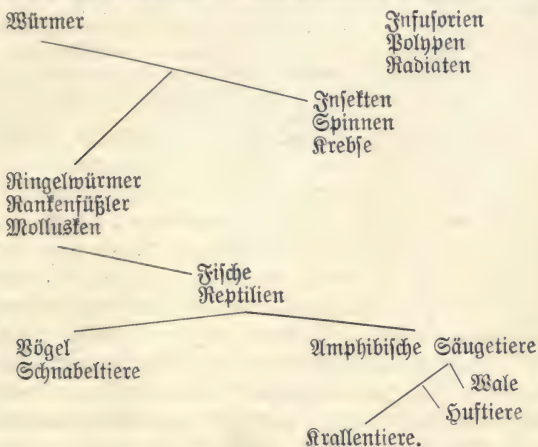 Würmer
Infusorien
Polypen
Radiaten
Insekten
Spinnen
Krebse
Ringelwürmer
Rankenfüßler
Mollusken
Fische
Reptilien
Vögel
Schnabeltiere
Amphibische Säugetiere
Wale
Huftiere
Krallentiere.